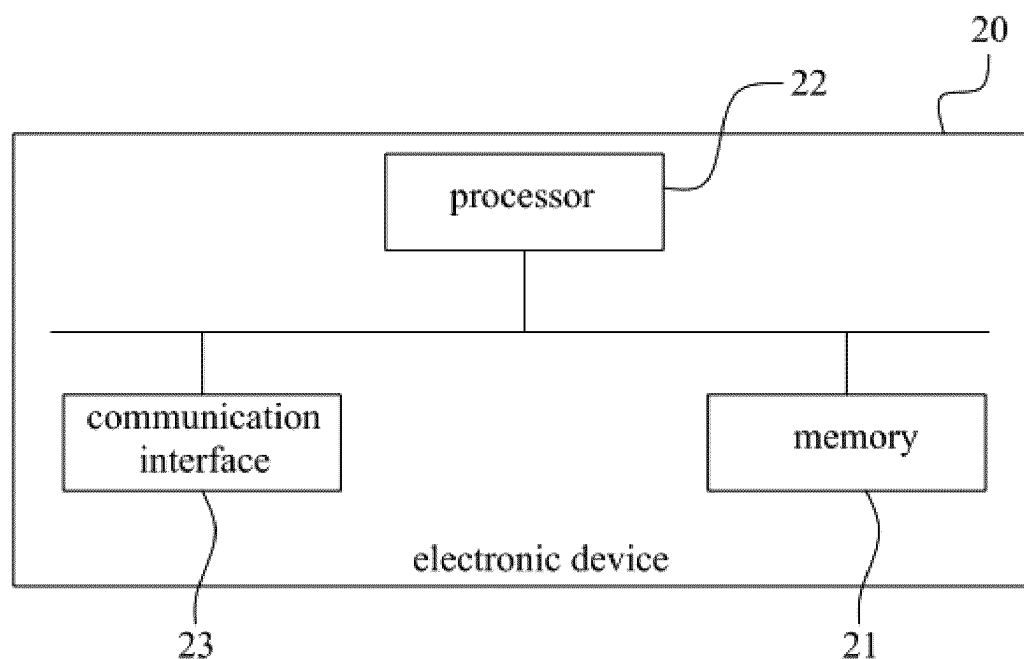 20
22
processor
communication
interface
memory
electronic device
23
21